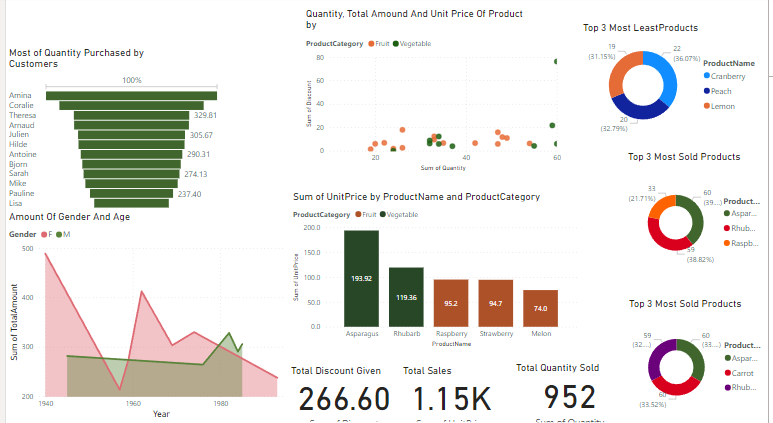 Most of Quantity Purchased by
Customers
100%
Amina
Coralie
Theresa 329.81
Arnaud
Julien 305.67
Hilde
Antoine 290.31
Bjorn
Sarah 274.13
Mike
Pauline 237.40
Lisa
Amount Of Gender And Age
Gender F M
Sum of TotalAmount
500
400
300
200
1940 1960 1980
Year
Quantity, Total Amound And Unit Price Of Product
by
ProductCategory Fruit Vegetable
Sum of Discount
80
60
40
20
0
20 40 60
Sum of Quantity
Sum of UnitPrice by ProductName and ProductCategory
ProductCategory Fruit Vegetable
Sum of UnitPrice
200.0
150.0
100.0
50.0
0.0
193.92
119.36
95.2
94.7
74.0
Asparagus Rhubarb Raspberry Strawberry Melon
ProductName
Total Discount Given
266.60
Total Sales
1.15K
Total Quantity Sold
952
Sum of Quantity
Top 3 Most LeastProducts
19
(31.15%)
22
(36.07%)
20
(32.79%)
ProductName
Cranberry
Peach
Lemon
Top 3 Most Sold Products
33
(21.71%)
60
(39....)
59
(38.82%)
Product...
Aspar...
Rhub...
Raspb...
Top 3 Most Sold Products
59
(32....)
60
(33....)
60
(33.52%)
Product...
Aspar...
Carrot
Rhub...